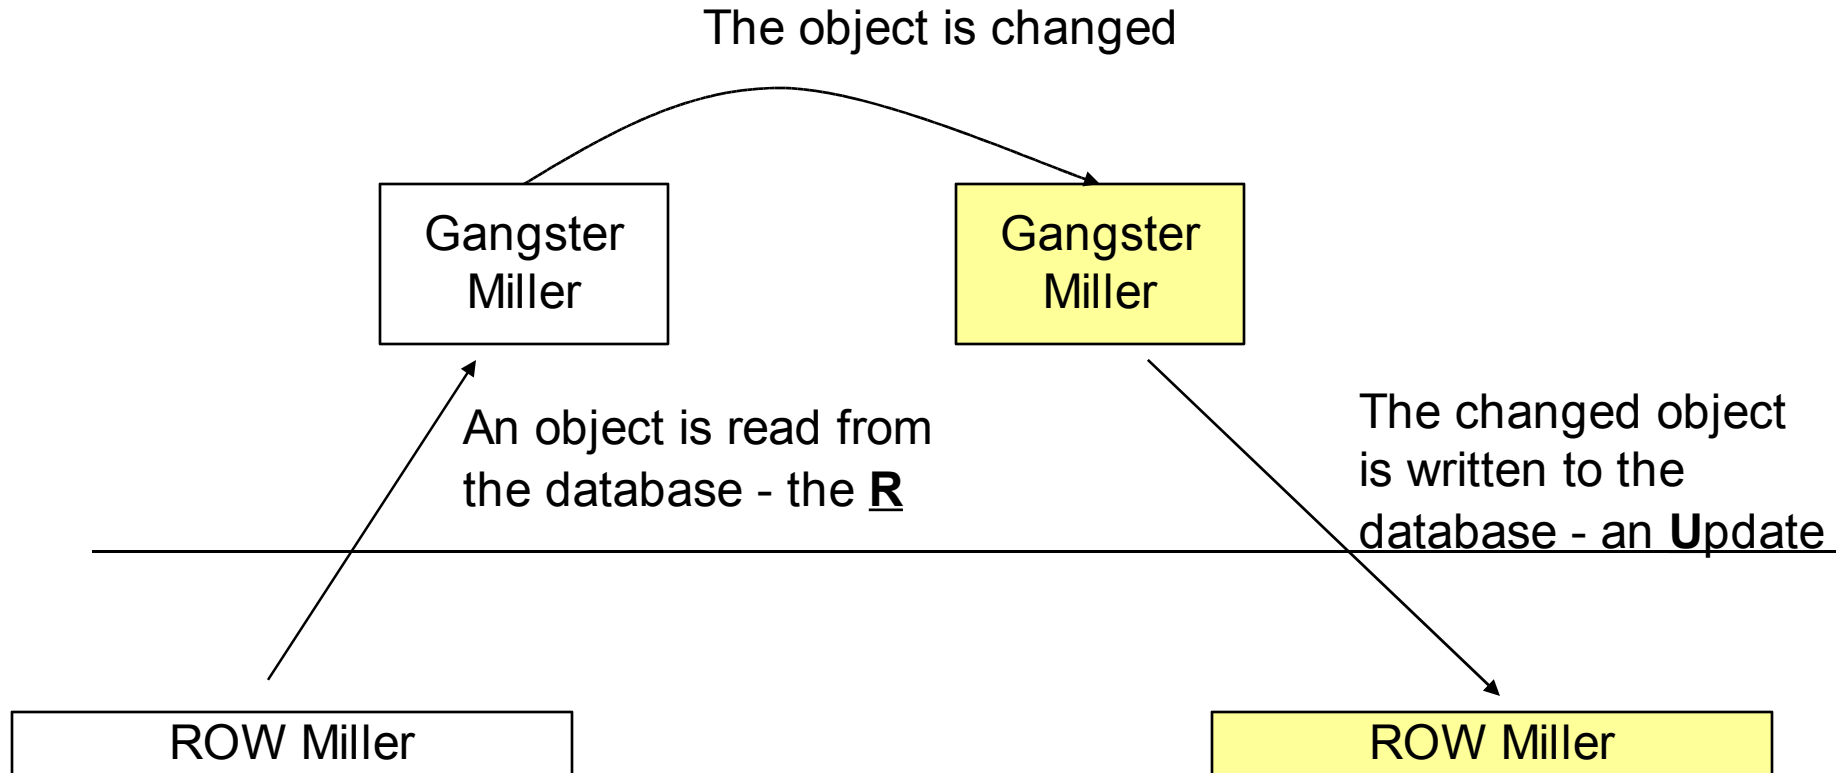 The object is changed
Gangster
Miller
Gangster
Miller
An object is read from
the database - the R
The changed object
is written to the
database - an Update
ROW Miller
ROW Miller